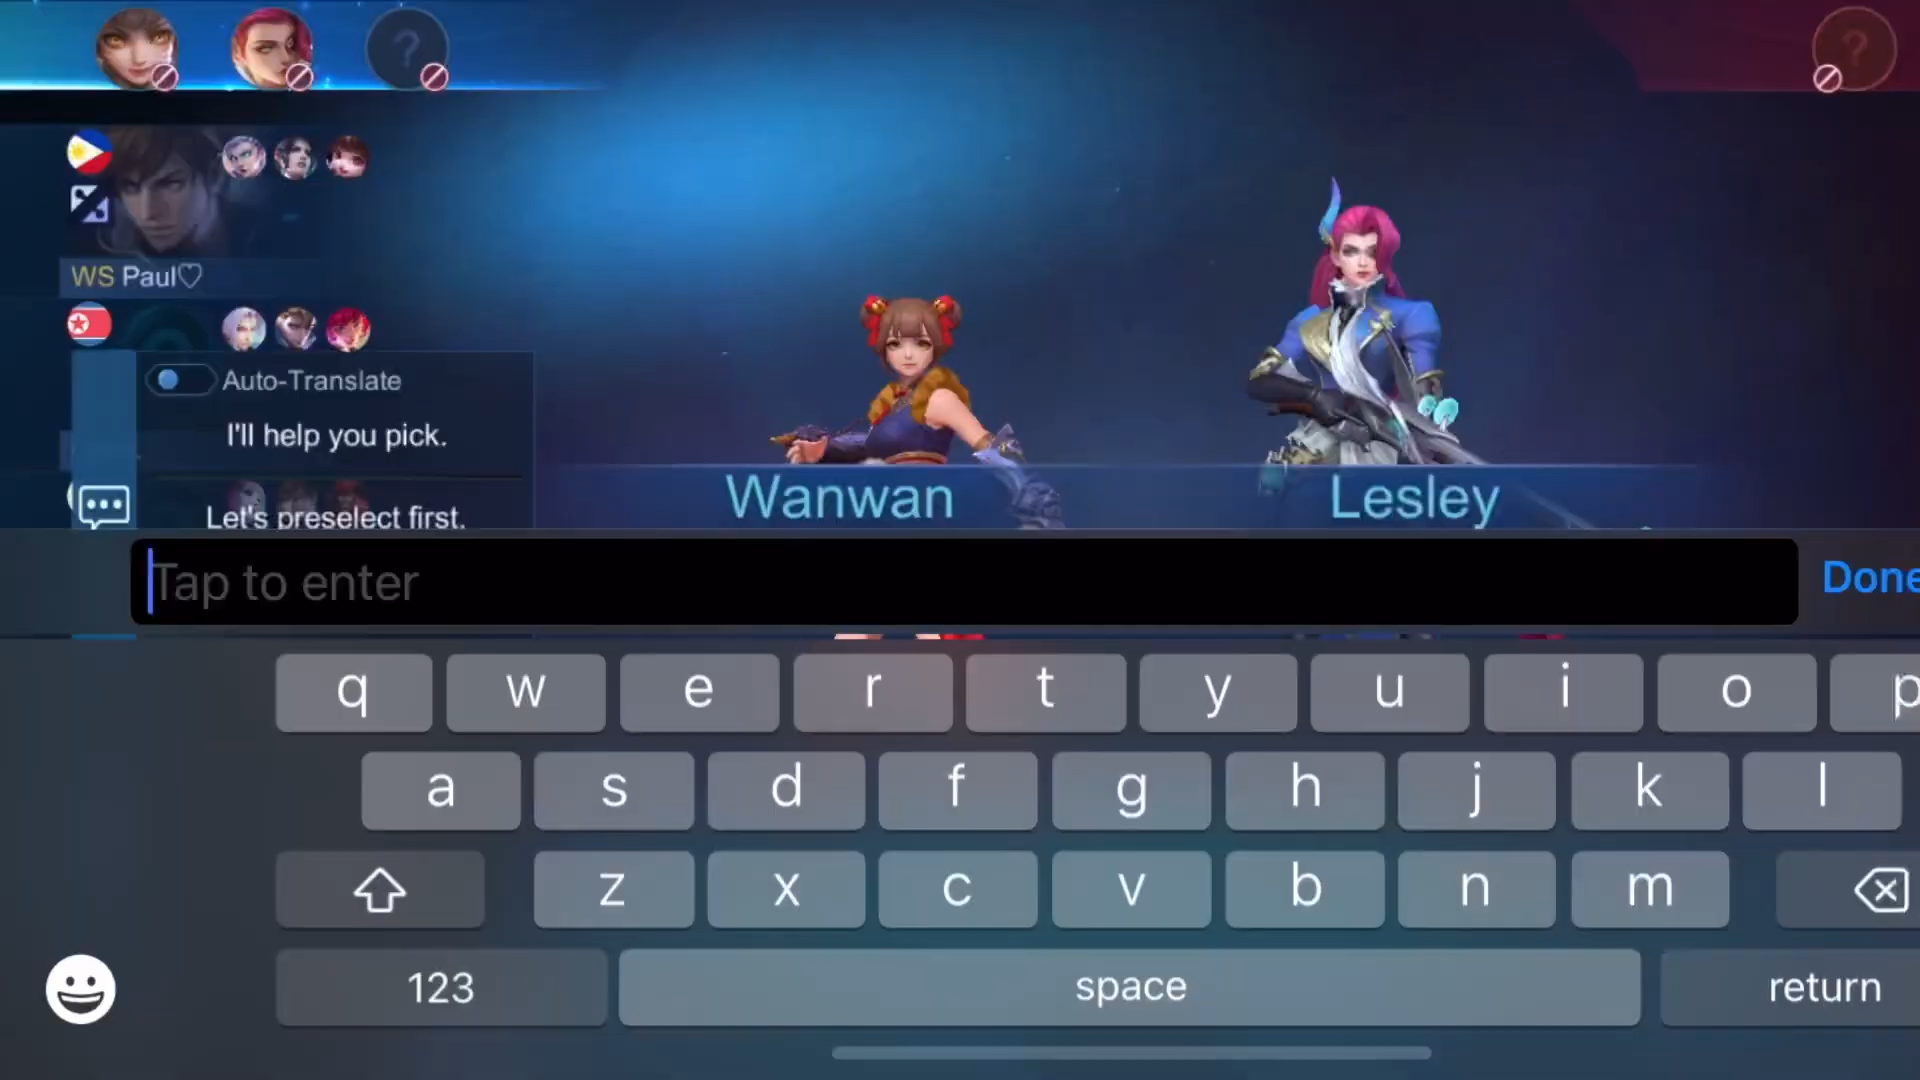 WS Paul♡
Auto-Translate
I'll help you pick.
Let's preselect first.
Wanwan
Lesley
Tap to enter
Done
q w e r t y u i o p
a s d f g h j k l
z x c v b n m
123 space return